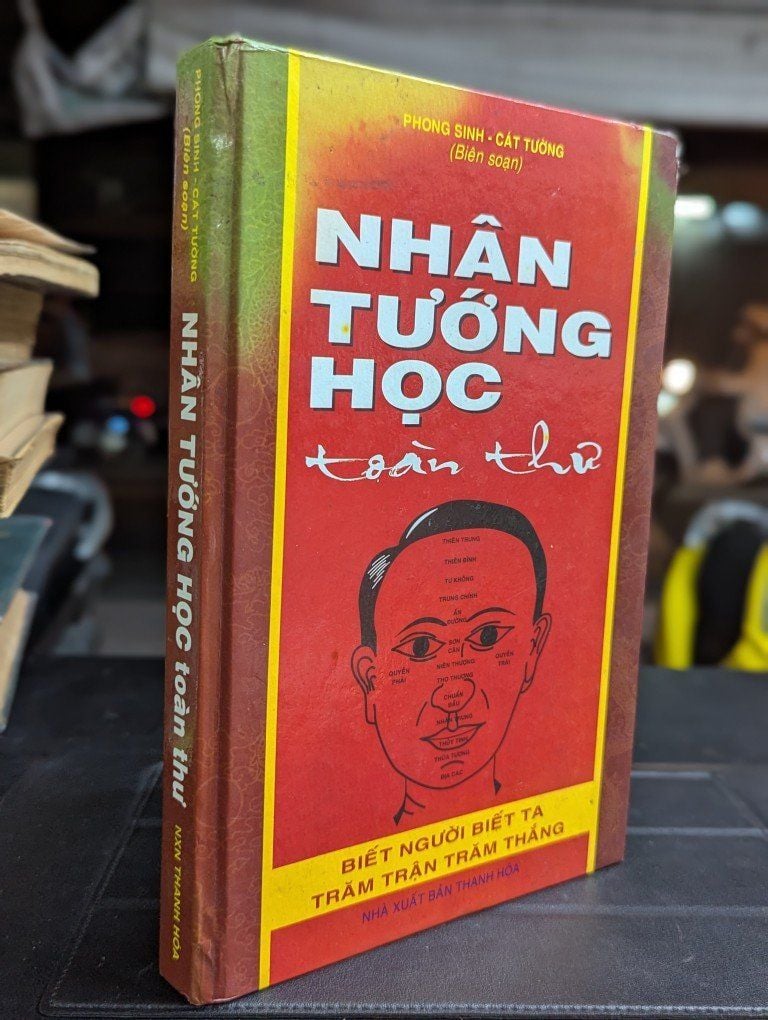 PHONG SINH - CÁT TƯỜNG
(Biên soạn)
NHÂN
TƯỚNG
HỌC
toàn thư
THIÊN TRUNG
THIÊN ĐÌNH
TƯ KHÔNG
TRUNG CHÍNH
ẤN
ĐƯỜNG
SƠN
CĂN
QUYỀN
PHẢI
NIÊN THƯỢNG
QUYỀN
TRÁI
THỌ THƯỢNG
CHUẨN
ĐẦU
NHÂN TRUNG
THỦY TINH
THỪA TƯƠNG
ĐỊA CÁC
BIẾT NGƯỜI BIẾT TA
TRĂM TRẬN TRĂM THẮNG
NHÀ XUẤT BẢN THANH HÓA
PHONG SINH - CÁT TƯỜNG
(Biên soạn)
NHÂN TƯỚNG HỌC toàn thư
NXN THANH HÓA